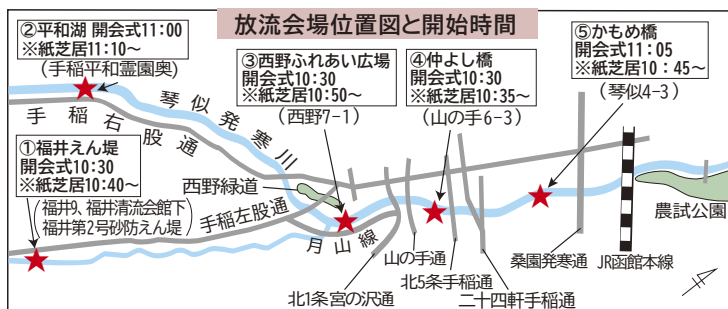 放流会場位置図と開始時間
②平和湖 開会式11:00
※紙芝居11:10～
(手稲平和霊園奥)
③西野ふれあい広場
開会式10:30
※紙芝居10:50～
(西野7-1)
④仲よし橋
開会式10:30
※紙芝居10:35～
(山の手6-3)
⑤かもめ橋
開会式11:05
※紙芝居10：45～
(琴似4-3)
①福井えん堤
開会式10:30
※紙芝居10:40～
(福井9、福井清流会館下
福井第2号砂防えん堤)
手稲右股通
琴似発寒川
西野緑道
手稲左股通
月山線
北1条宮の沢通
山の手通
北5条手稲通
二十四軒手稲通
桑園発寒通
JR函館本線
農試公園